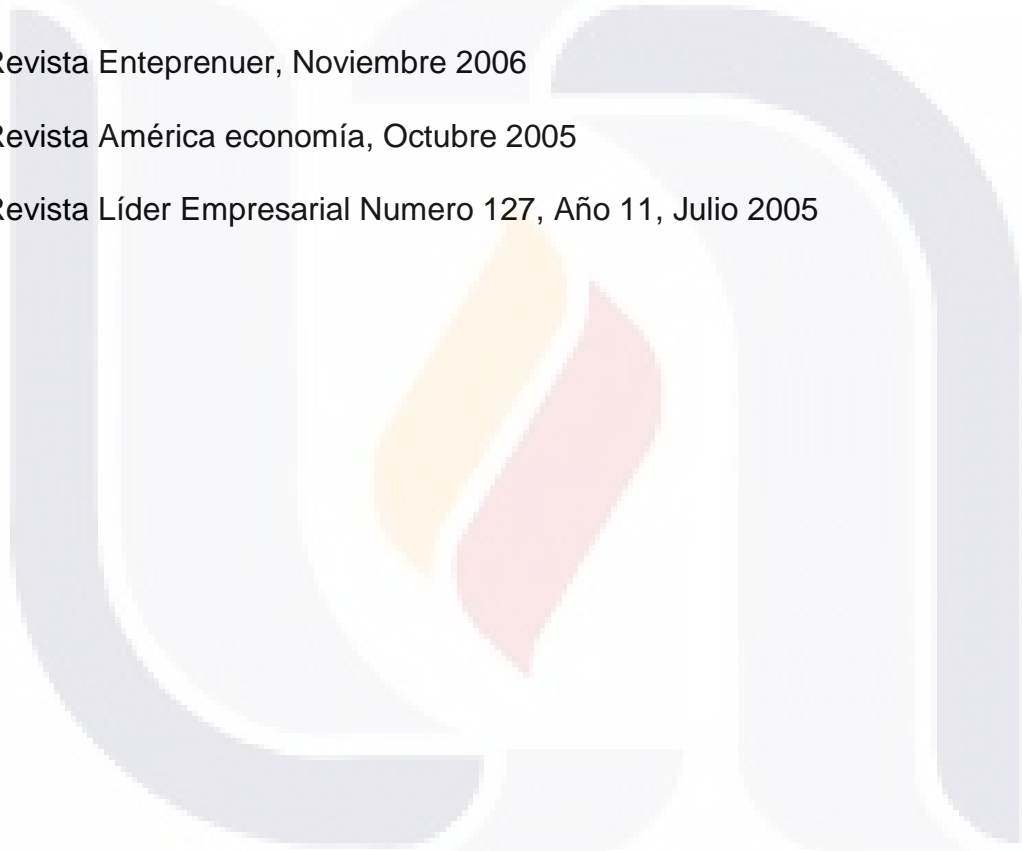 Revista Enteprenuer, Noviembre 2006
Revista América economía, Octubre 2005
Revista Líder Empresarial Numero 127, Año 11, Julio 2005